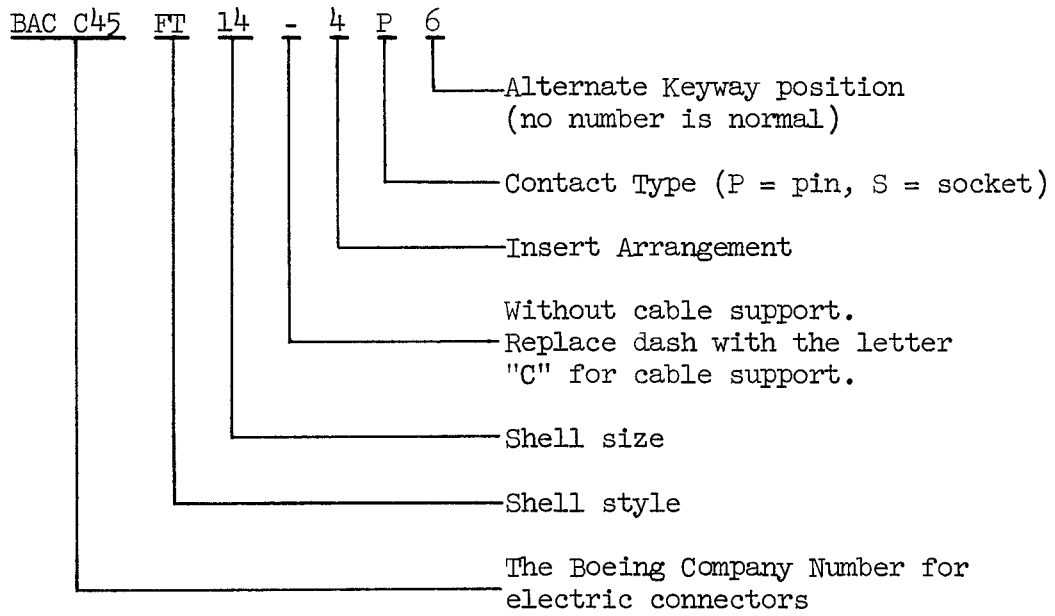 BAC C45 FT 14 - 4 P 6
Alternate Keyway position
(no number is normal)
Contact Type (P = pin, S = socket)
Insert Arrangement
Without cable support.
Replace dash with the letter
"C" for cable support.
Shell size
Shell style
The Boeing Company Number for
electric connectors